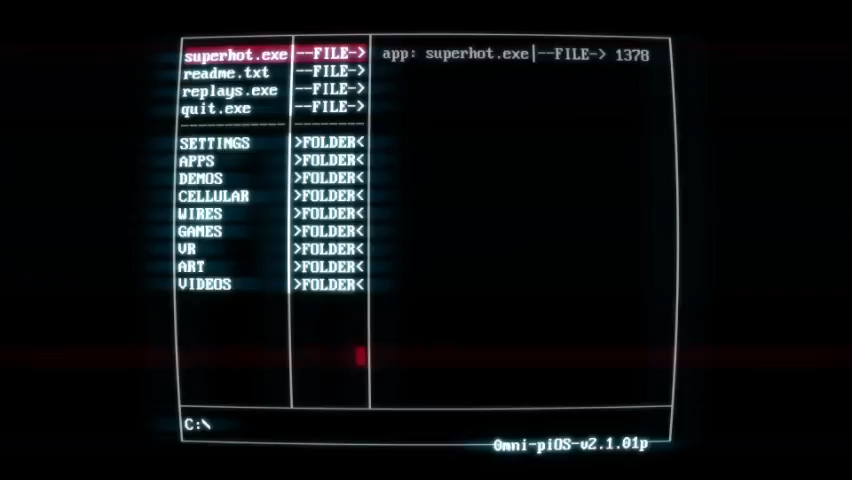 superhot.exe --FILE-> app: superhot.exe|--FILE-> 1378
readme.txt --FILE->
replays.exe --FILE->
quit.exe --FILE->
------------ --------
SETTINGS >FOLDER<
APPS >FOLDER<
DEMOS >FOLDER<
CELLULAR >FOLDER<
WIRES >FOLDER<
GAMES >FOLDER<
VR >FOLDER<
ART >FOLDER<
VIDEOS >FOLDER<
C:\
Omni-piOS-v2.1.01p